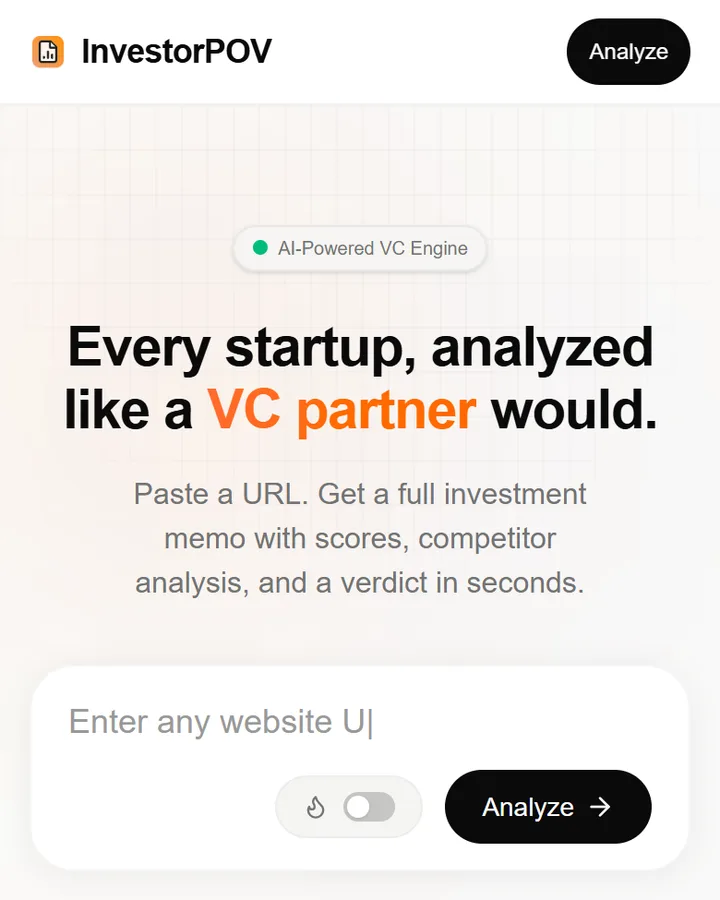 InvestorPOV
Analyze
AI-Powered VC Engine
Every startup, analyzed
like a VC partner would.
Paste a URL. Get a full investment
memo with scores, competitor
analysis, and a verdict in seconds.
Enter any website U|
Analyze →